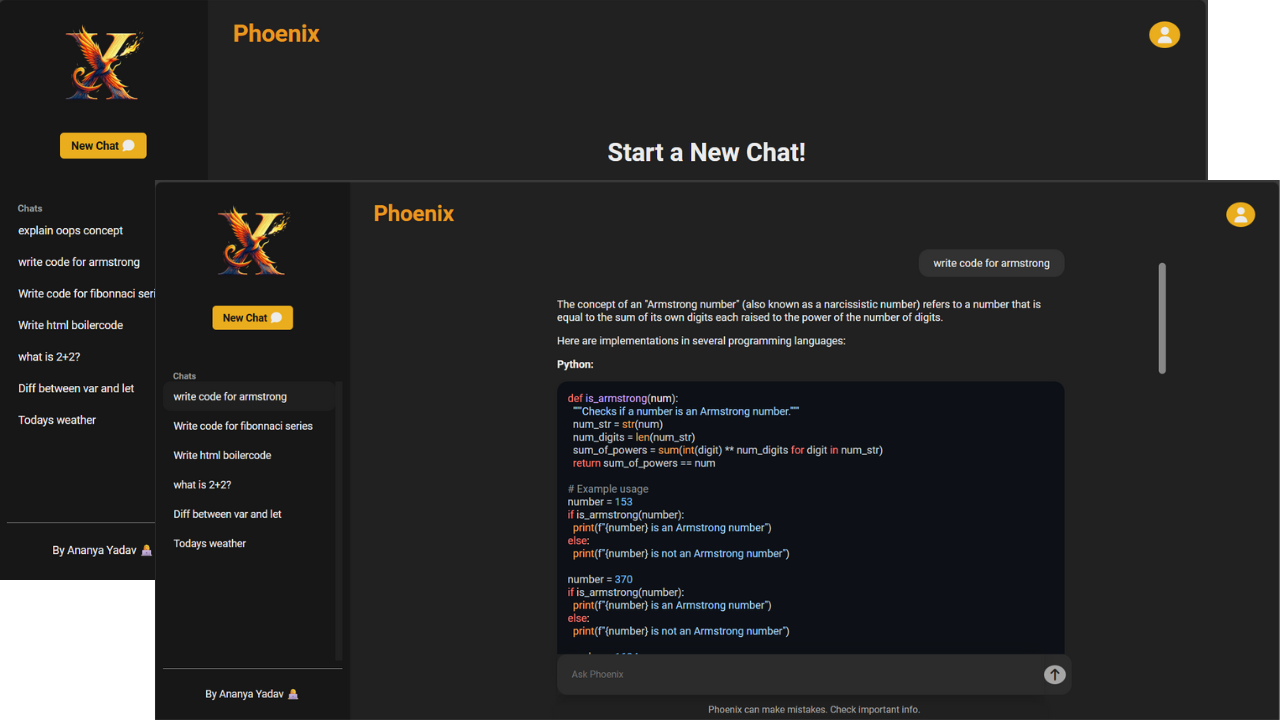 Phoenix
New Chat
Start a New Chat!
Chats
explain oops concept
write code for armstrong
Write code for fibonnaci seri
Write html boilercode
what is 2+2?
Diff between var and let
Todays weather
By Ananya Yadav
X
Phoenix
New Chat
Chats
write code for armstrong
Write code for fibonnaci series
Write html boilercode
what is 2+2?
Diff between var and let
Todays weather
By Ananya Yadav
write code for armstrong
The concept of an "Armstrong number" (also known as a narcissistic number) refers to a number that is
equal to the sum of its own digits each raised to the power of the number of digits.
Here are implementations in several programming languages:
Python:
def is_armstrong(num):
"""Checks if a number is an Armstrong number."""
num_str = str(num)
num_digits = len(num_str)
sum_of_powers = sum(int(digit) ** num_digits for digit in num_str)
return sum_of_powers == num
# Example usage
number = 153
if is_armstrong(number):
print(f"{number} is an Armstrong number")
else:
print(f"{number} is not an Armstrong number")
number = 370
if is_armstrong(number):
print(f"{number} is an Armstrong number")
else:
print(f"{number} is not an Armstrong number")
Ask Phoenix
Phoenix can make mistakes. Check important info.